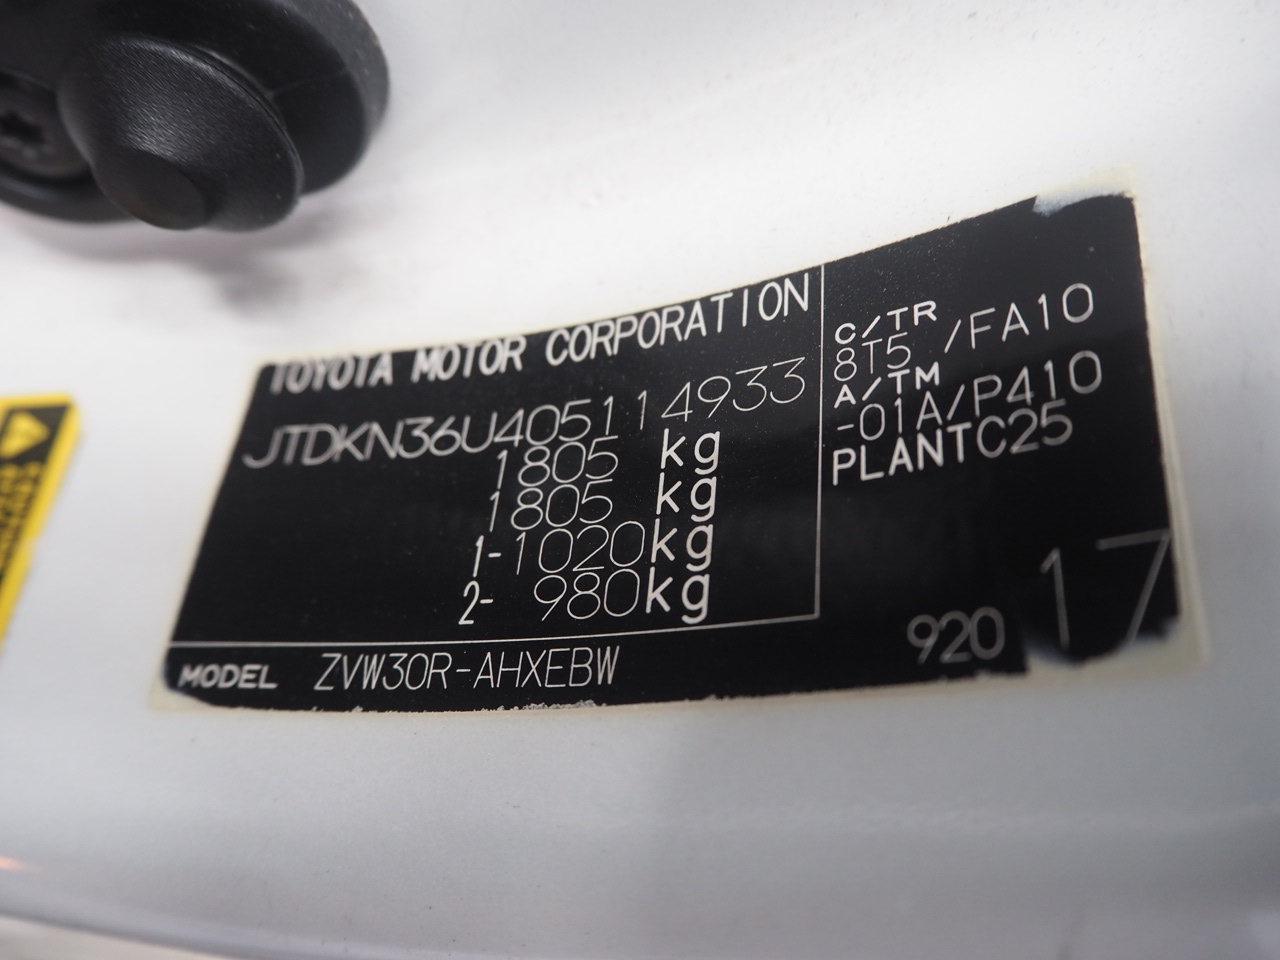 TOYOTA MOTOR CORPORATION
JTDKN36U405114933
1805 kg
1805 kg
1-1020kg
2- 980kg
MODEL ZVW30R-AHXEBW
C/TR
8T5 /FA10
A/TM
-01A/P410
PLANTC25
920 17